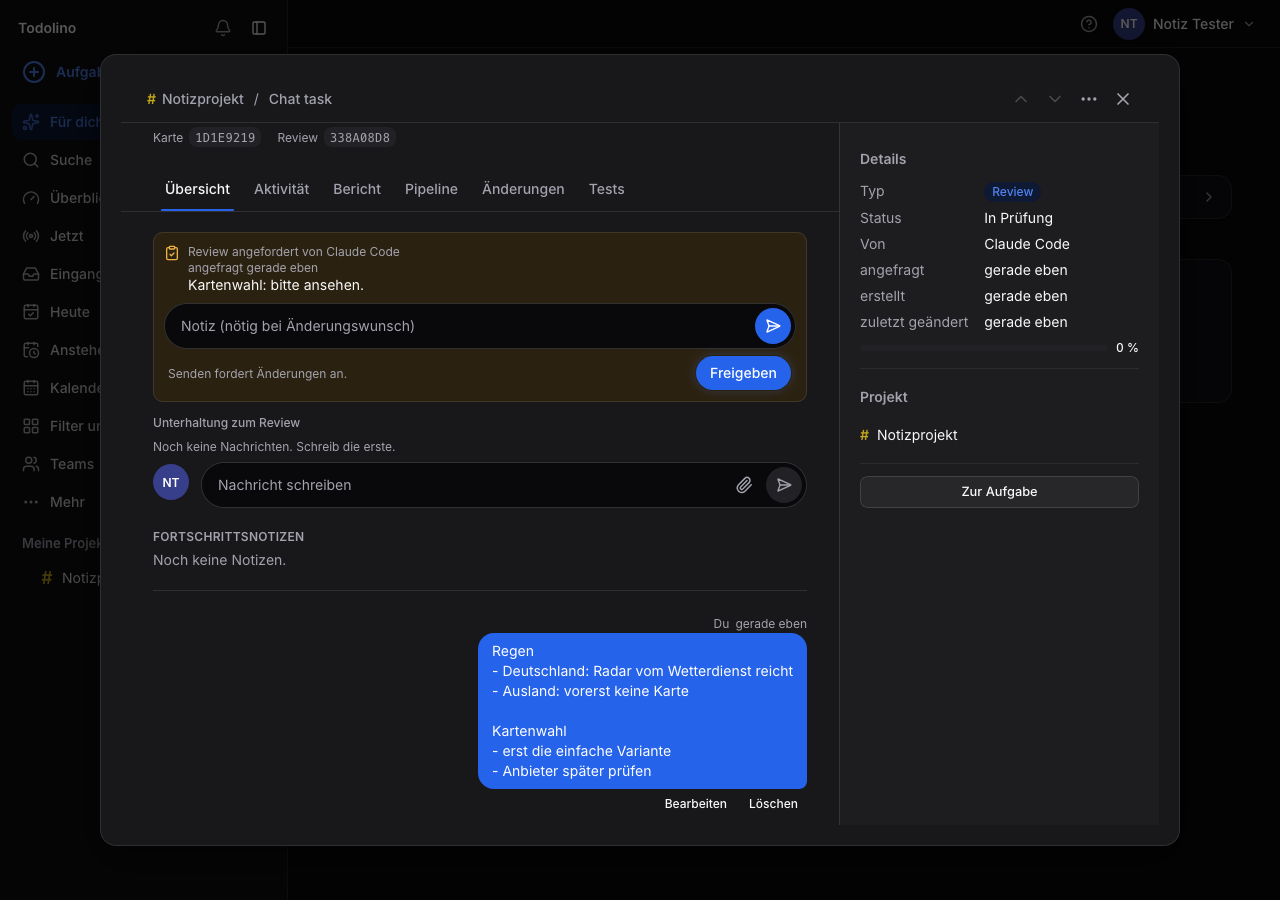 Todolino
NT Notiz Tester
Aufgab
Für dich
Suche
Überbli
Jetzt
Eingang
Heute
Anstehe
Kalende
Filter un
Teams
Mehr
Meine Projek
# Notizp
# Notizprojekt / Chat task
Karte 1D1E9219 Review 338A08D8
Übersicht Aktivität Bericht Pipeline Änderungen Tests
Review angefordert von Claude Code
angefragt gerade eben
Kartenwahl: bitte ansehen.
Notiz (nötig bei Änderungswunsch)
Senden fordert Änderungen an.
Freigeben
Unterhaltung zum Review
Noch keine Nachrichten. Schreib die erste.
NT
Nachricht schreiben
FORTSCHRITTSNOTIZEN
Noch keine Notizen.
Du gerade eben
Regen
- Deutschland: Radar vom Wetterdienst reicht
- Ausland: vorerst keine Karte
Kartenwahl
- erst die einfache Variante
- Anbieter später prüfen
Bearbeiten Löschen
Details
Typ Review
Status In Prüfung
Von Claude Code
angefragt gerade eben
erstellt gerade eben
zuletzt geändert gerade eben
0 %
Projekt
# Notizprojekt
Zur Aufgabe